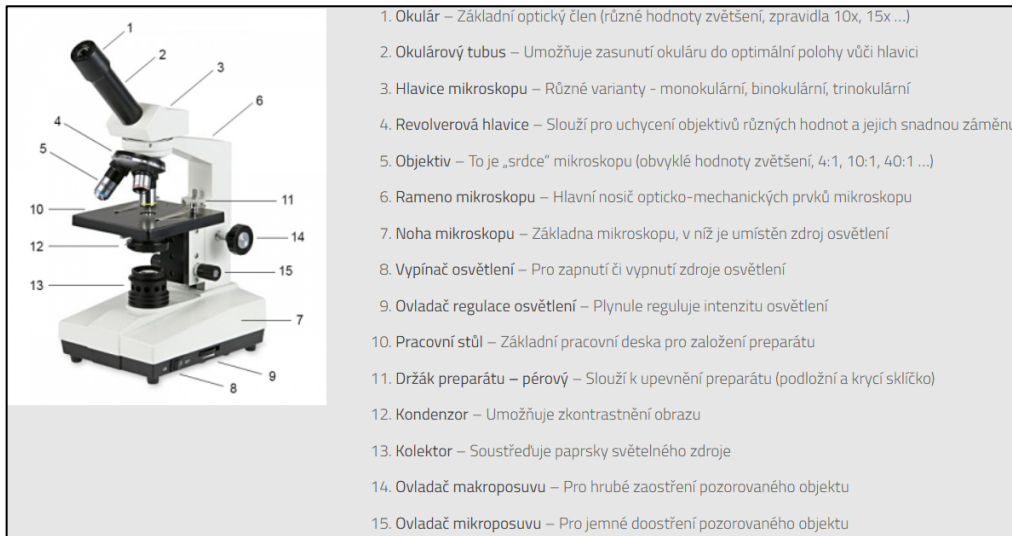 1
2
3
6
4
5
10
11
12
14
15
13
7
9
8
1. Okulár – Základní optický člen (různé hodnoty zvětšení, zpravidla 10x, 15x ...)
2. Okulárový tubus – Umožňuje zasunutí okuláru do optimální polohy vůči hlavici
3. Hlavice mikroskopu – Různé varianty - monokulární, binokulární, trinokulární
4. Revolverová hlavice – Slouží pro uchycení objektivů různých hodnot a jejich snadnou záměnu
5. Objektiv – To je „srdce“ mikroskopu (obvyklé hodnoty zvětšení, 4:1, 10:1, 40:1 ...)
6. Rameno mikroskopu – Hlavní nosič opticko-mechanických prvků mikroskopu
7. Noha mikroskopu – Základna mikroskopu, v níž je umístěn zdroj osvětlení
8. Vypínač osvětlení – Pro zapnutí či vypnutí zdroje osvětlení
9. Ovladač regulace osvětlení – Plynule reguluje intenzitu osvětlení
10. Pracovní stůl – Základní pracovní deska pro založení preparátu
11. Držák preparátu – pérový – Slouží k upevnění preparátu (podložní a krycí sklíčko)
12. Kondenzor – Umožňuje zkontrastnění obrazu
13. Kolektor – Soustřeďuje paprsky světelného zdroje
14. Ovladač makroposuvu – Pro hrubé zaostření pozorovaného objektu
15. Ovladač mikroposuvu – Pro jemné doostření pozorovaného objektu